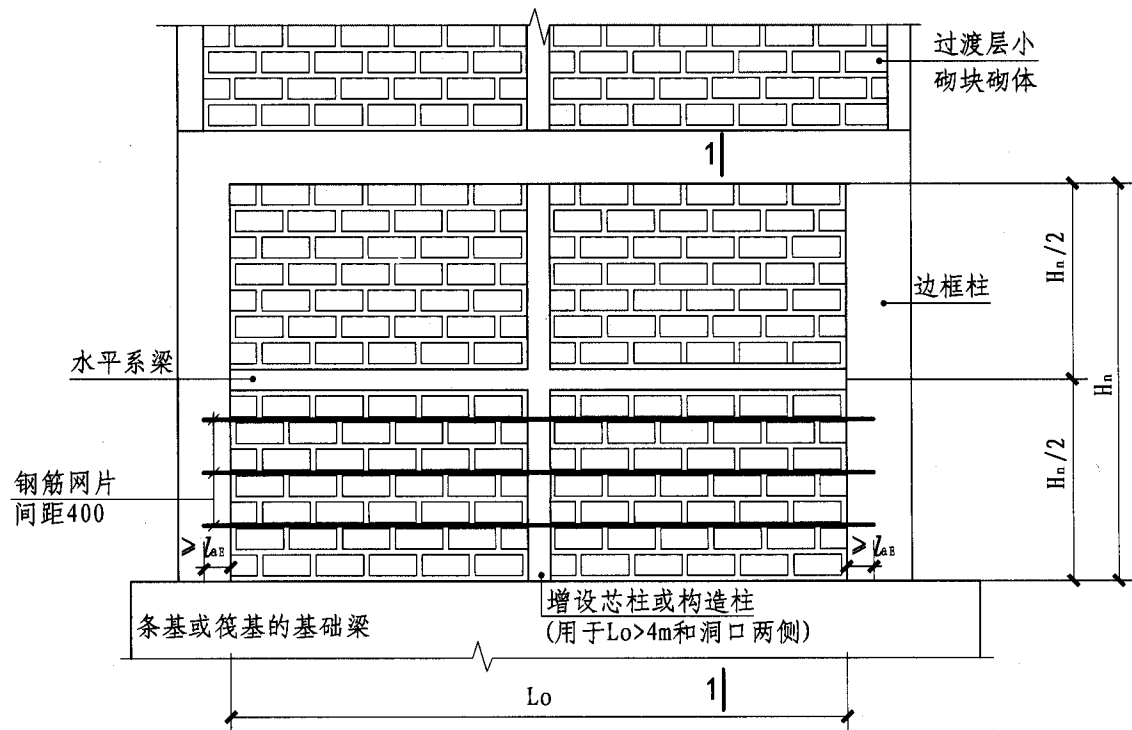 过渡层小
砌块砌体
1
Hn/2
边框柱
Hn
水平系梁
Hn/2
钢筋网片
间距400
≥laE
≥laE
增设芯柱或构造柱
(用于Lo>4m和洞口两侧)
条基或筏基的基础梁
1
Lo